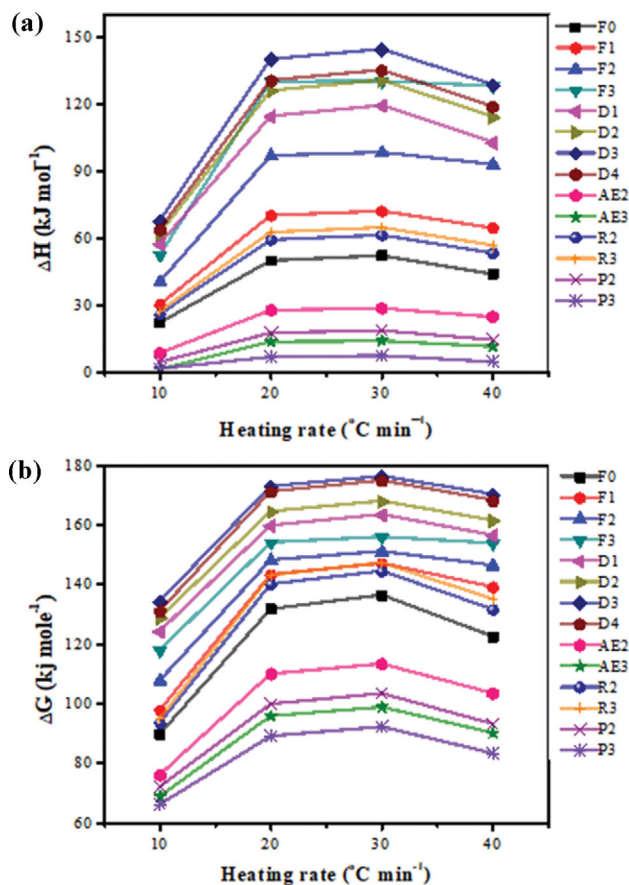 (a)
150
120
90
60
30
0
ΔH (kJ mol⁻¹)
10 20 30 40
Heating rate (°C min⁻¹)
F0
F1
F2
F3
D1
D2
D3
D4
AE2
AE3
R2
R3
P2
P3
(b)
180
160
140
120
100
80
60
ΔG (kj mole⁻¹)
10 20 30 40
Heating rate (°C min⁻¹)
F0
F1
F2
F3
D1
D2
D3
D4
AE2
AE3
R2
R3
P2
P3